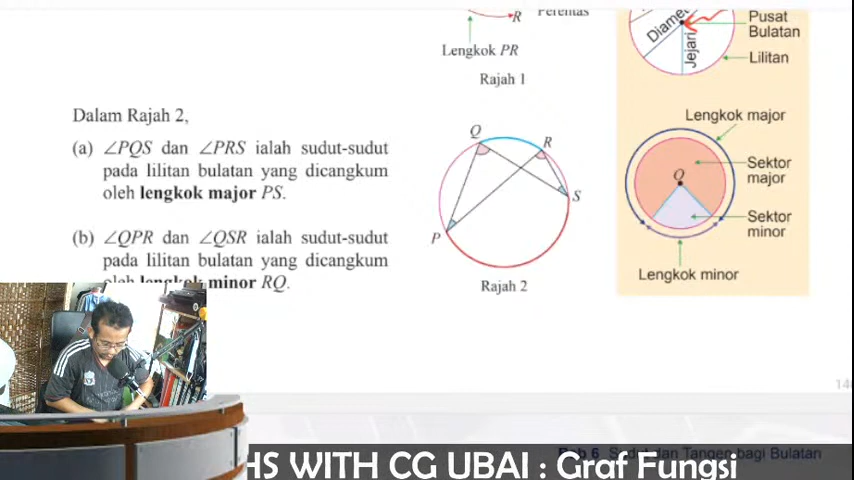 R
Perentas
Lengkok PR
Rajah 1
Diamet
Jejari
Pusat
Bulatan
Lilitan
Dalam Rajah 2,
(a) ∠PQS dan ∠PRS ialah sudut-sudut
pada lilitan bulatan yang dicangkum
oleh lengkok major PS.
(b) ∠QPR dan ∠QSR ialah sudut-sudut
pada lilitan bulatan yang dicangkum
oleh lengkok minor RQ.
Q
R
S
P
Rajah 2
Lengkok major
Sektor
major
O
Sektor
minor
Lengkok minor
Bab 6 Sudut dan Tangen bagi Bulatan
HS WITH CG UBAI : Graf Fungsi